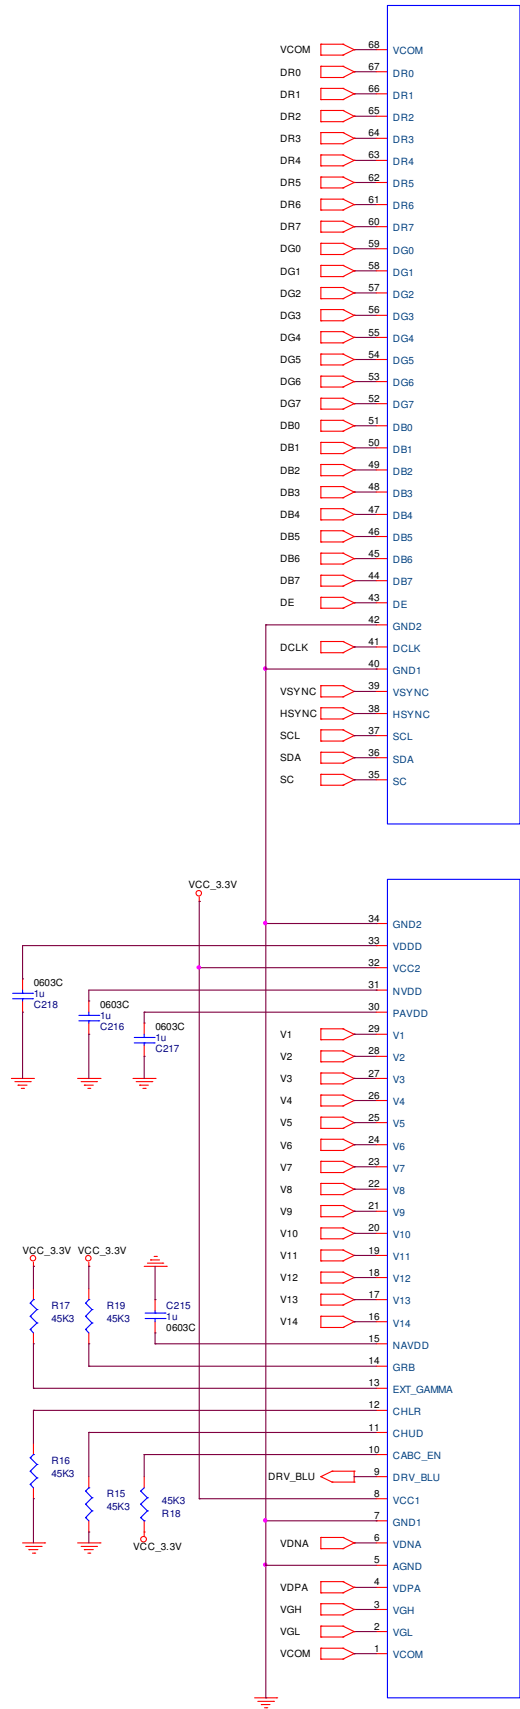 VCOM 68 VCOM
DR0 67 DR0
DR1 66 DR1
DR2 65 DR2
DR3 64 DR3
DR4 63 DR4
DR5 62 DR5
DR6 61 DR6
DR7 60 DR7
DG0 59 DG0
DG1 58 DG1
DG2 57 DG2
DG3 56 DG3
DG4 55 DG4
DG5 54 DG5
DG6 53 DG6
DG7 52 DG7
DB0 51 DB0
DB1 50 DB1
DB2 49 DB2
DB3 48 DB3
DB4 47 DB4
DB5 46 DB5
DB6 45 DB6
DB7 44 DB7
DE 43 DE
42 GND2
DCLK 41 DCLK
40 GND1
VSYNC 39 VSYNC
HSYNC 38 HSYNC
SCL 37 SCL
SDA 36 SDA
SC 35 SC
VCC_3.3V
34 GND2
33 VDDD
32 VCC2
31 NVDD
30 PAVDD
0603C
1u
C218
0603C
1u
C216
0603C
1u
C217
V1 29 V1
V2 28 V2
V3 27 V3
V4 26 V4
V5 25 V5
V6 24 V6
V7 23 V7
V8 22 V8
V9 21 V9
V10 20 V10
V11 19 V11
V12 18 V12
V13 17 V13
V14 16 V14
VCC_3.3V VCC_3.3V
R17
45K3
R19
45K3
C215
1u
0603C
15 NAVDD
14 GRB
13 EXT_GAMMA
12 CHLR
11 CHUD
10 CABC_EN
DRV_BLU 9 DRV_BLU
8 VCC1
7 GND1
R16
45K3
R15
45K3
45K3
R18
VCC_3.3V
VDNA 6 VDNA
5 AGND
VDPA 4 VDPA
VGH 3 VGH
VGL 2 VGL
VCOM 1 VCOM